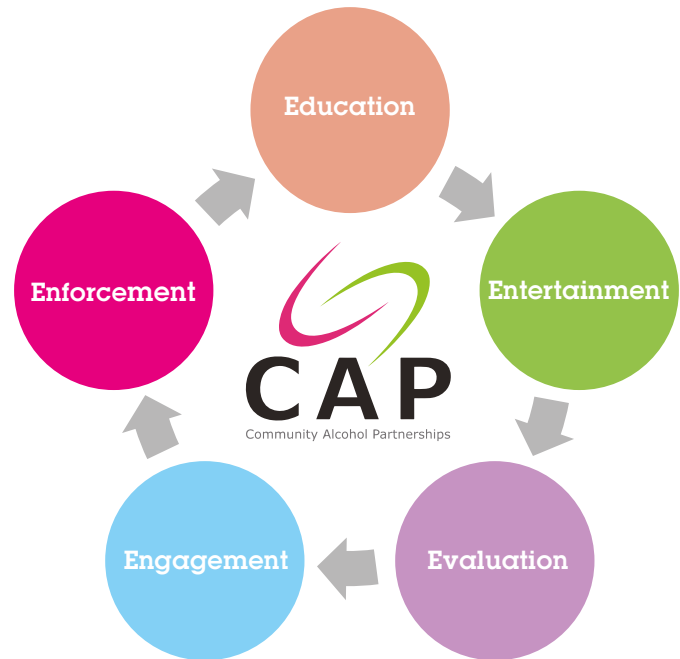 Education
Enforcement
Entertainment
CAP
Community Alcohol Partnerships
Engagement
Evaluation